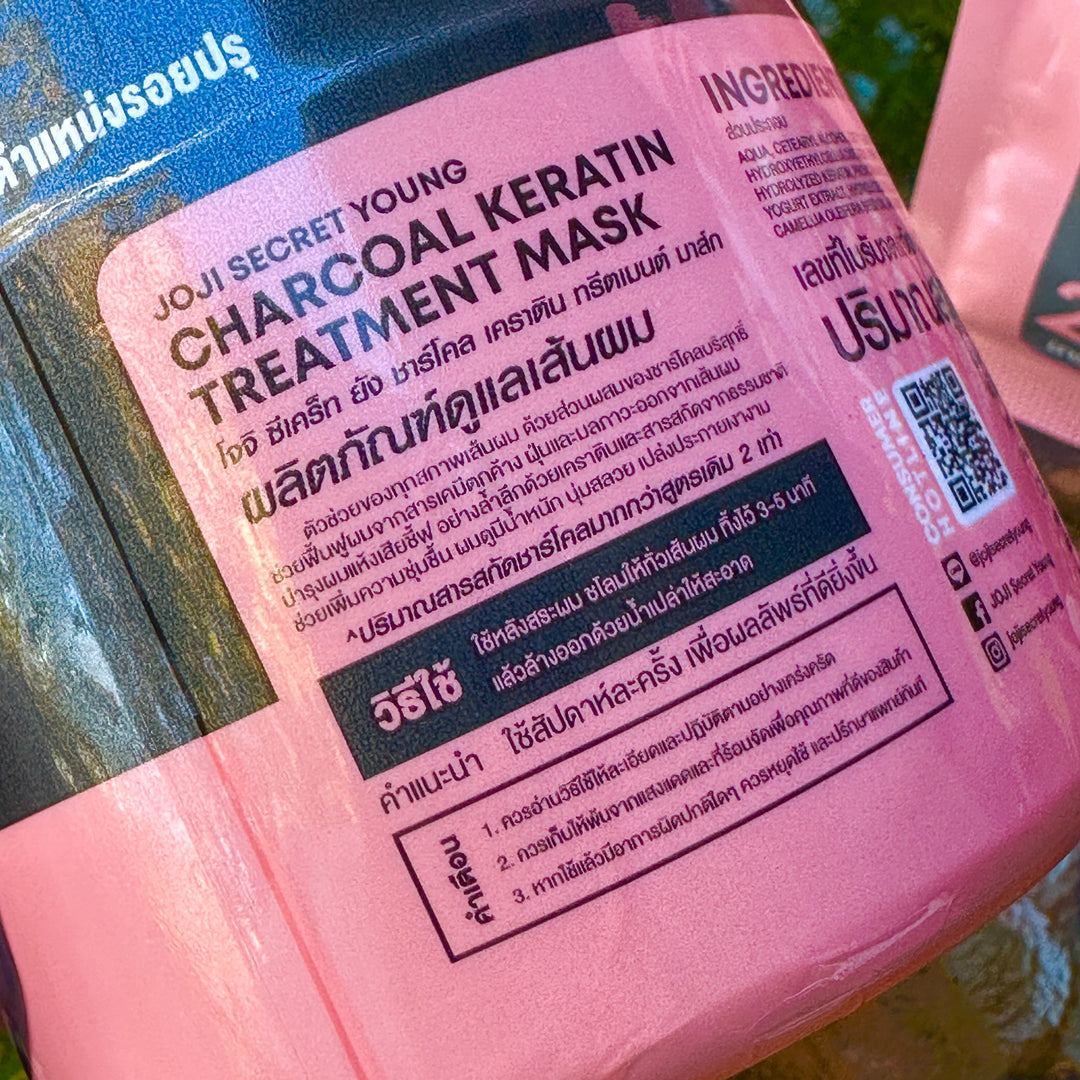 ตำแหน่งรอยปรุ
JOJI SECRET YOUNG
CHARCOAL KERATIN
TREATMENT MASK
โจจิ ซีเคร็ท ยัง ชาร์โคล เคราติน ทรีตเมนต์ มาส์ก
ผลิตภัณฑ์ดูแลเส้นผม
ตัวช่วยของทุกสภาพเส้นผม ด้วยส่วนผสมของชาร์โคลบริสุทธิ์
ช่วยฟื้นฟูผมจากสารเคมีตกค้าง ฝุ่นและมลภาวะออกจากเส้นผม
บำรุงผมแห้งเสียชี้ฟู อย่างล้ำลึกด้วยเคราตินและสารสกัดจากธรรมชาติ
ช่วยเพิ่มความชุ่มชื้น ผมดูมีน้ำหนัก นุ่มสลวย เปล่งประกายเงางาม
^ปริมาณสารสกัดชาร์โคลมากกว่าสูตรเดิม 2 เท่า
วิธีใช้
ใช้หลังสระผม ชโลมให้ทั่วเส้นผม ทิ้งไว้ 3-5 นาที
แล้วล้างออกด้วยน้ำเปล่าให้สะอาด
คำแนะนำ ใช้สัปดาห์ละครั้ง เพื่อผลลัพธ์ที่ดียิ่งขึ้น
คำเตือน
1. ควรอ่านวิธีใช้ให้ละเอียดและปฏิบัติตามอย่างเคร่งครัด
2. ควรเก็บให้พ้นจากแสงแดดและที่ร้อนจัดเพื่อคุณภาพที่ดีของสินค้า
3. หากใช้แล้วมีอาการผิดปกติใดๆ ควรหยุดใช้ และปรึกษาแพทย์ทันที
INGREDIENT
ส่วนประกอบ
AQUA, CETEARYL ALCOHOL
HYDROXYETHYL
HYDROLYZED KERATIN
YOGURT EXTRACT
CAMELLIA OLEIFERA
เลขที่ใบรับจดแจ้ง
ปริมาณ
CONSUMER
HOTLINE
@jojisecretyoung
JOJI Secret Young
jojisecretyoung
2